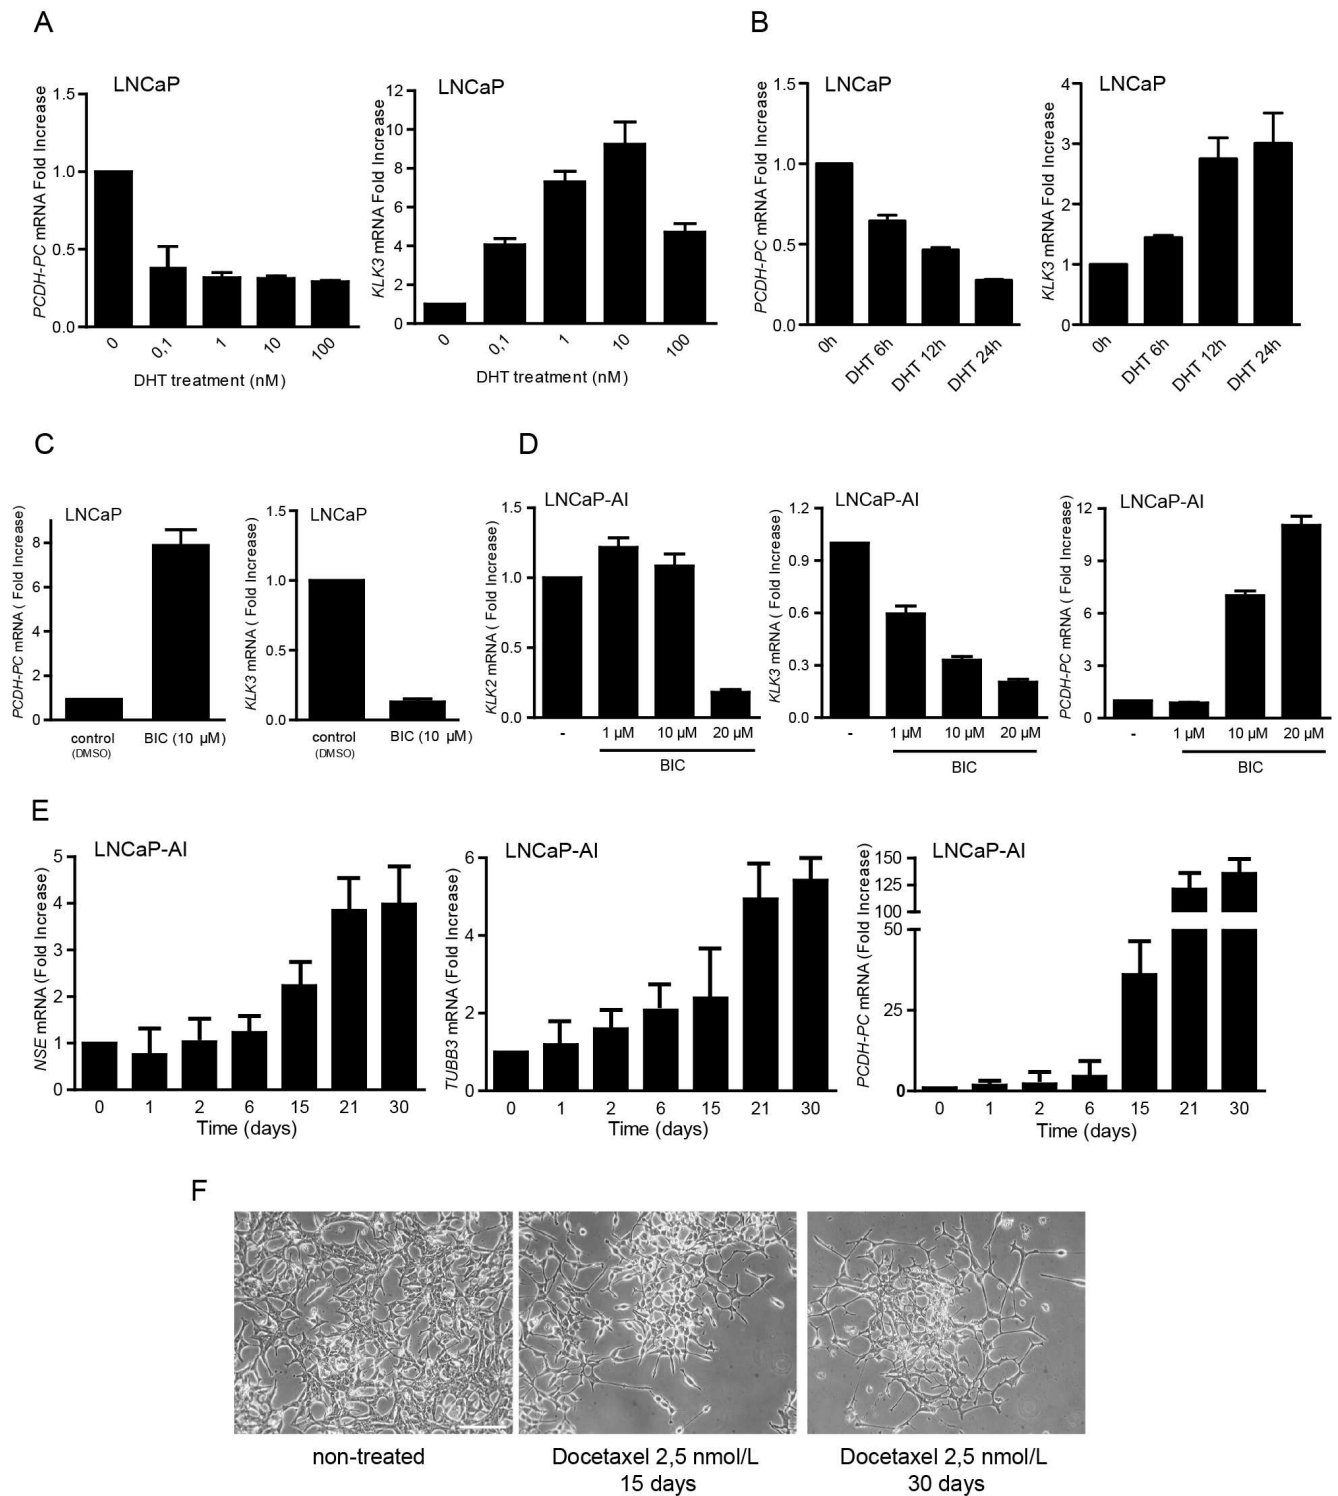 A
B
LNCaP
PCDH-PC mRNA Fold Increase
1.5
1.0
0.5
0.0
0
0,1
1
10
100
DHT treatment (nM)
LNCaP
KLK3 mRNA Fold Increase
12
10
8
6
4
2
0
0
0,1
1
10
100
DHT treatment (nM)
LNCaP
PCDH-PC mRNA Fold Increase
1.5
1.0
0.5
0.0
0h
DHT 6h
DHT 12h
DHT 24h
LNCaP
KLK3 mRNA Fold Increase
4
3
2
1
0
0h
DHT 6h
DHT 12h
DHT 24h
C
D
LNCaP
PCDH-PC mRNA ( Fold Increase)
8
6
4
2
0
control
(DMSO)
BIC (10 µM)
LNCaP
KLK3 mRNA ( Fold Increase)
1.5
1.0
0.5
0.0
control
(DMSO)
BIC (10 µM)
LNCaP-AI
KLK2 mRNA ( Fold Increase)
1.5
1.0
0.5
0.0
-
1 µM
10 µM
20 µM
BIC
LNCaP-AI
KLK3 mRNA ( Fold Increase)
1.2
0.9
0.6
0.3
0.0
-
1 µM
10 µM
20 µM
BIC
LNCaP-AI
PCDH-PC mRNA ( Fold Increase)
12
9
6
3
0
-
1 µM
10 µM
20 µM
BIC
E
LNCaP-AI
NSE mRNA (Fold Increase)
5
4
3
2
1
0
0 1 2 6 15 21 30
Time (days)
LNCaP-AI
TUBB3 mRNA (Fold Increase)
6
4
2
0
0 1 2 6 15 21 30
Time (days)
LNCaP-AI
PCDH-PC mRNA (Fold Increase)
150
125
100
50
25
0
0 1 2 6 15 21 30
Time (days)
F
non-treated
Docetaxel 2,5 nmol/L
15 days
Docetaxel 2,5 nmol/L
30 days